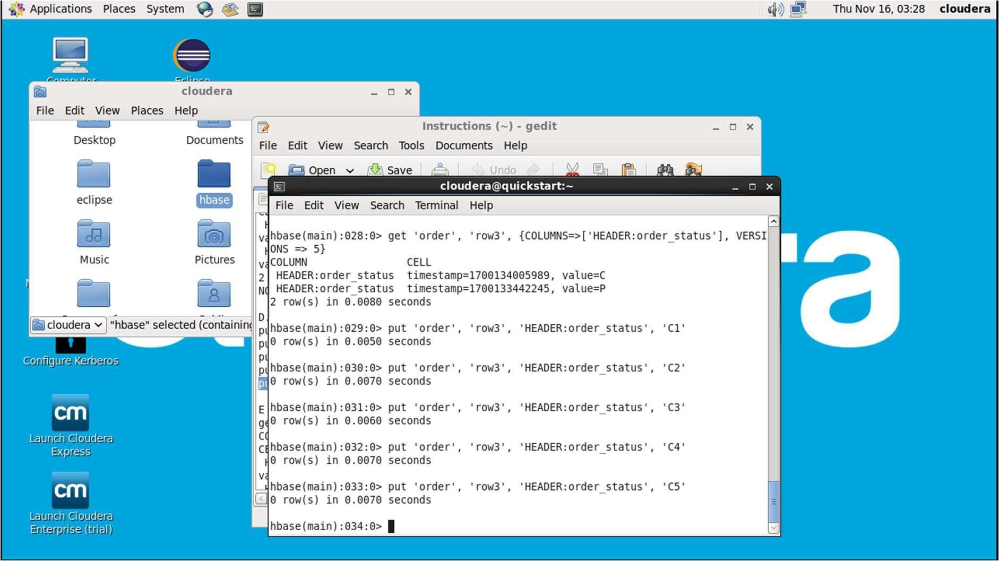 Applications Places System Thu Nov 16, 03:28 cloudera
Computer
Eclipse
cloudera
File Edit View Places Help
Desktop
Documents
eclipse
hbase
Music
Pictures
cloudera "hbase" selected (containing
Configure Kerberos
cm
Launch Cloudera
Express
cm
Launch Cloudera
Enterprise (trial)
Instructions (~) - gedit
File Edit View Search Tools Documents Help
Open Save Undo
cloudera@quickstart:~
File Edit View Search Terminal Help
hbase(main):028:0> get 'order', 'row3', {COLUMNS=>['HEADER:order_status'], VERSI
ONS => 5}
COLUMN CELL
HEADER:order_status timestamp=1700134005989, value=C
HEADER:order_status timestamp=1700133442245, value=P
2 row(s) in 0.0080 seconds
hbase(main):029:0> put 'order', 'row3', 'HEADER:order_status', 'C1'
0 row(s) in 0.0050 seconds
hbase(main):030:0> put 'order', 'row3', 'HEADER:order_status', 'C2'
0 row(s) in 0.0070 seconds
hbase(main):031:0> put 'order', 'row3', 'HEADER:order_status', 'C3'
0 row(s) in 0.0060 seconds
hbase(main):032:0> put 'order', 'row3', 'HEADER:order_status', 'C4'
0 row(s) in 0.0070 seconds
hbase(main):033:0> put 'order', 'row3', 'HEADER:order_status', 'C5'
0 row(s) in 0.0070 seconds
hbase(main):034:0>